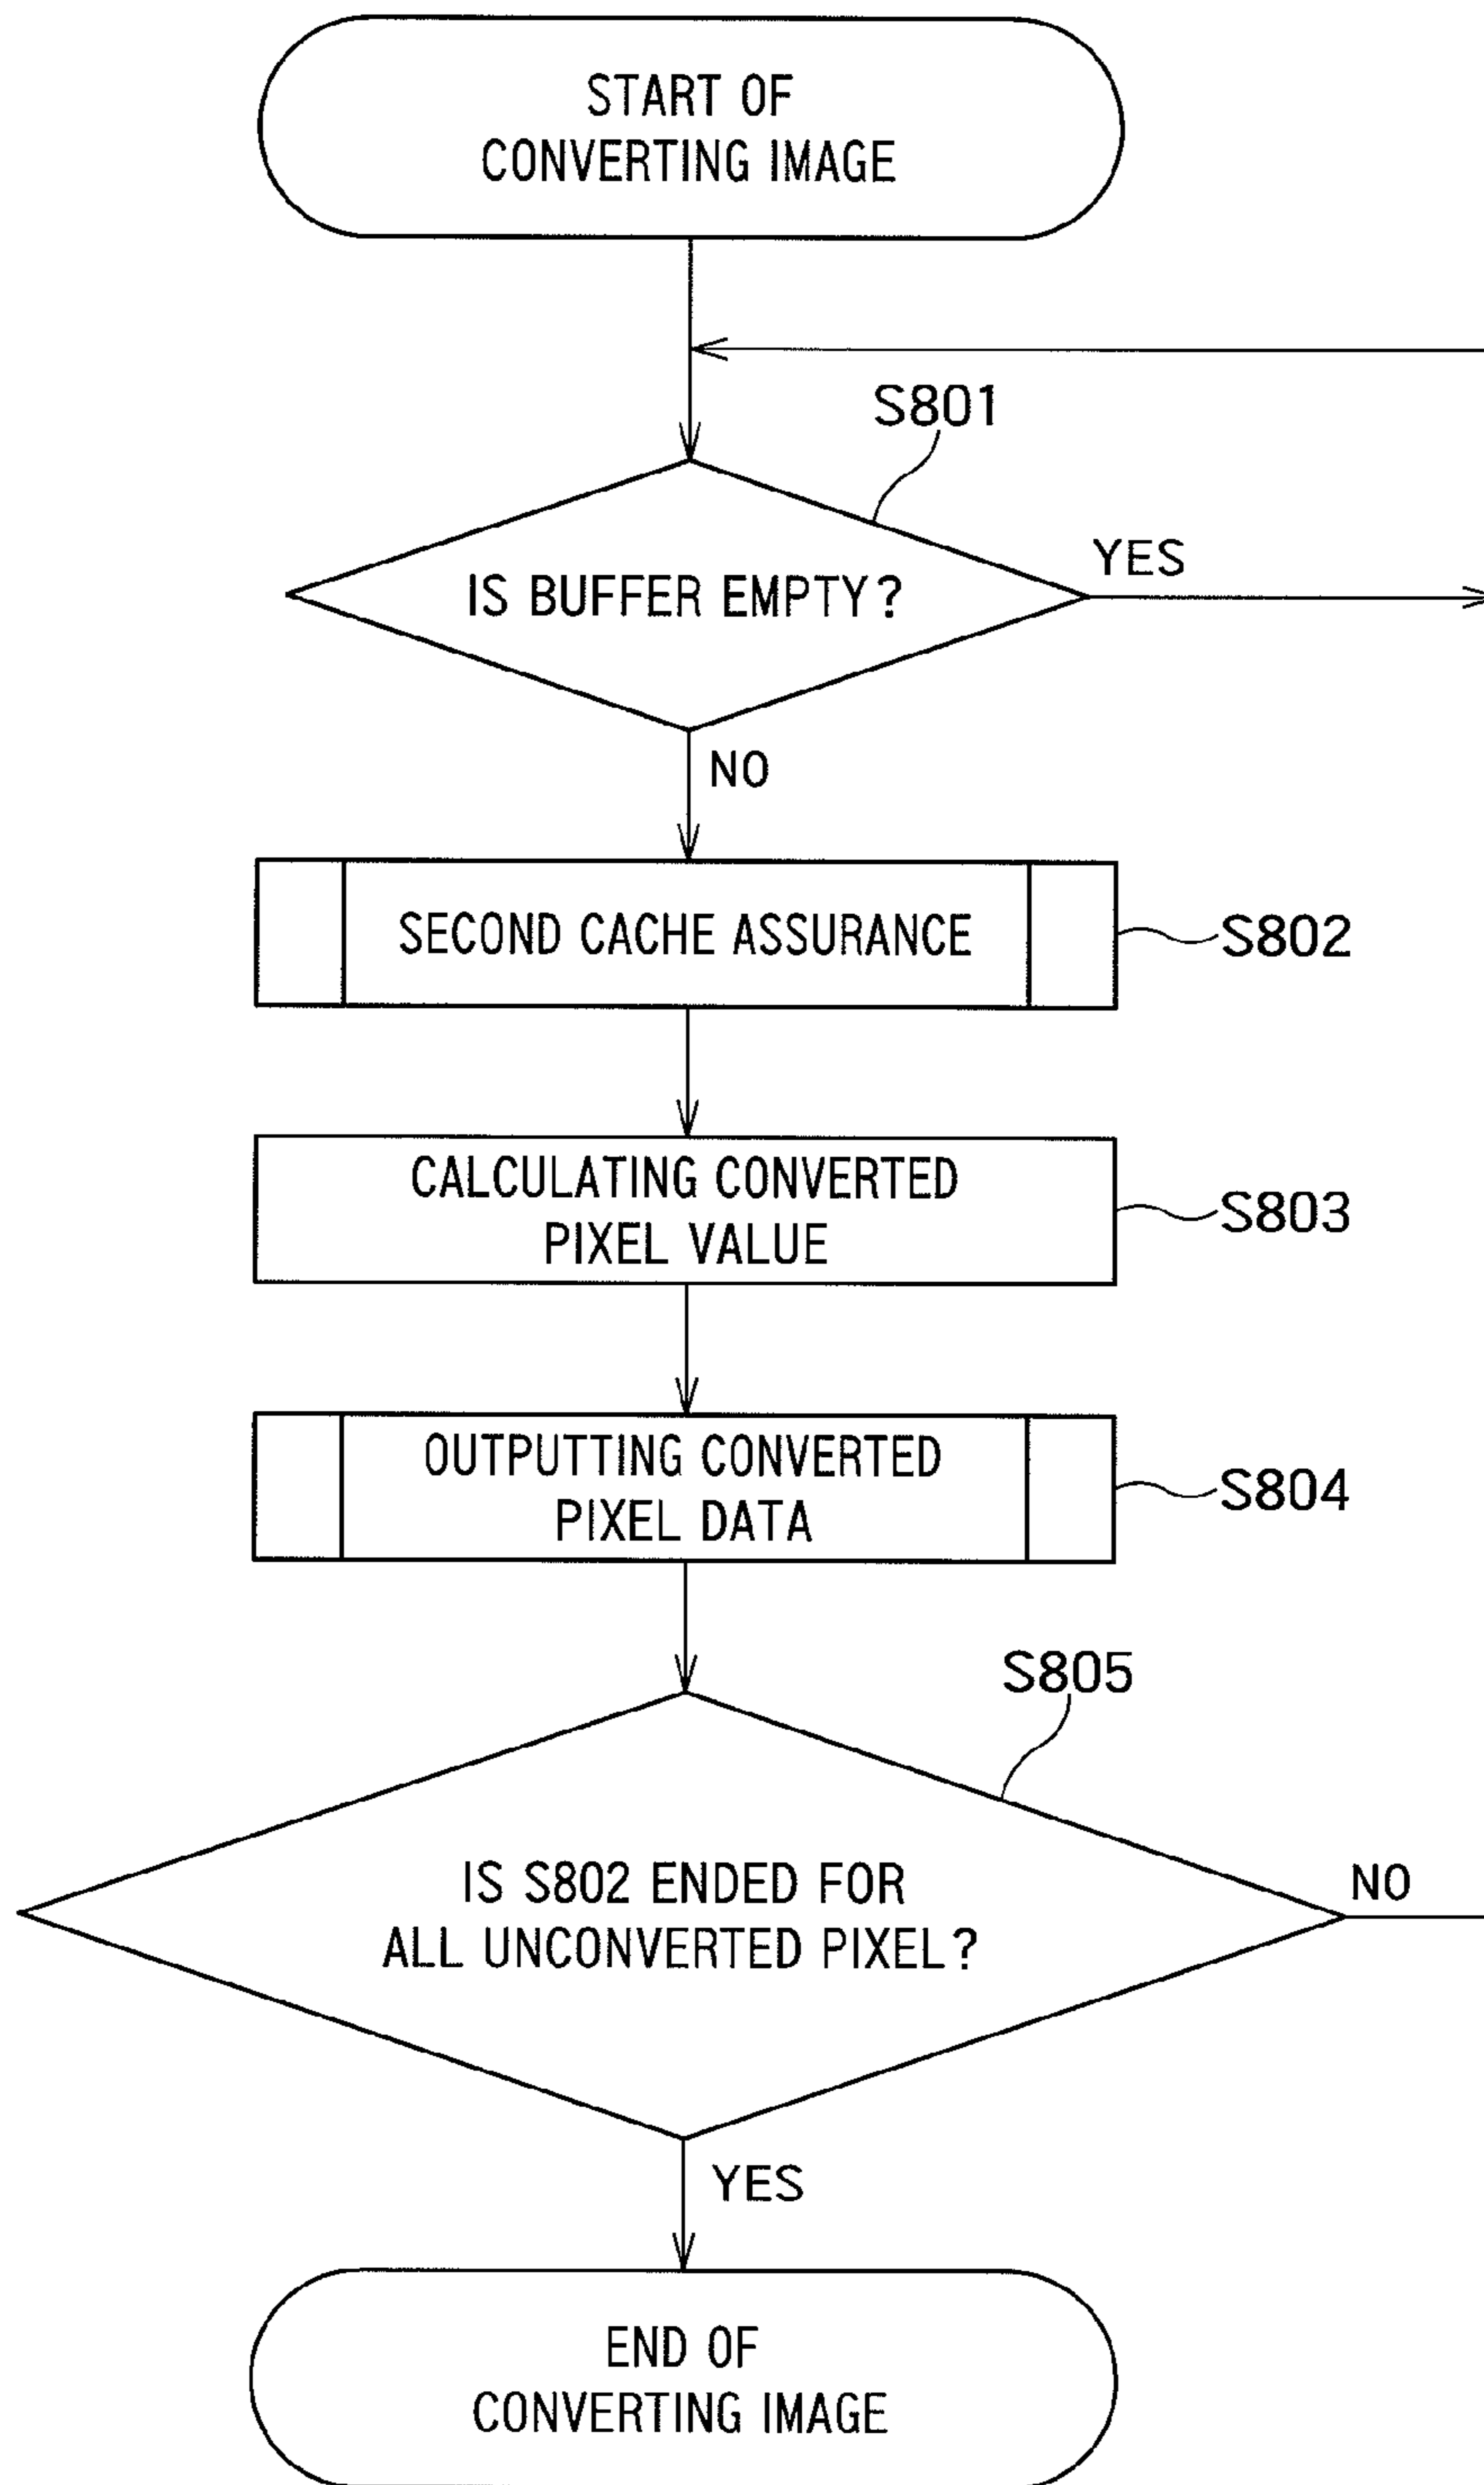 START OF
CONVERTING IMAGE
S801
IS BUFFER EMPTY?
YES
NO
SECOND CACHE ASSURANCE
S802
CALCULATING CONVERTED
PIXEL VALUE
S803
OUTPUTTING CONVERTED
PIXEL DATA
S804
S805
IS S802 ENDED FOR
ALL UNCONVERTED PIXEL?
NO
YES
END OF
CONVERTING IMAGE